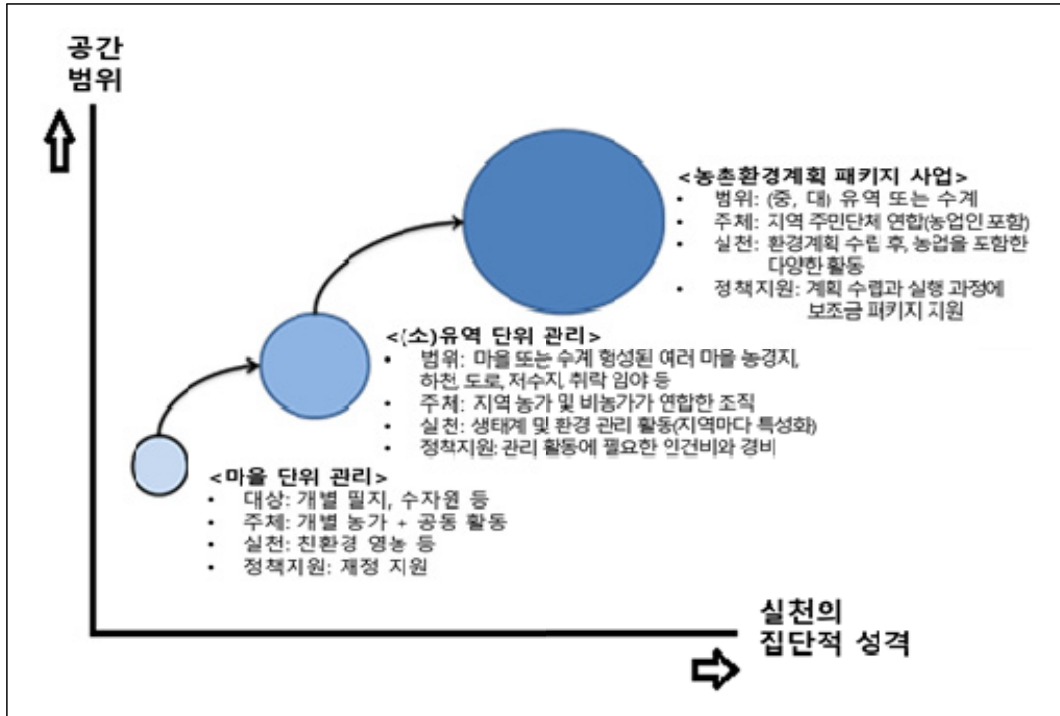 공간
범위
<농촌환경계획 패키지 사업>
• 범위: (중, 대) 유역 또는 수계
• 주체: 지역 주민단체 연합(농업인 포함)
• 실천: 환경계획 수립 후, 농업을 포함한
다양한 활동
• 정책지원: 계획 수렵과 실행 과정에
보조금 패키지 지원
<(소)유역 단위 관리>
• 범위: 마을 또는 수계 형성된 여러 마을 농경지,
하천, 도로, 저수지, 취락 임야 등
• 주체: 지역 농가 및 비농가가 연합한 조직
• 실천: 생태계 및 환경 관리 활동(지역마다 특성화)
• 정책지원: 관리 활동에 필요한 인건비와 경비
<마을 단위 관리>
• 대상: 개별 필지, 수자원 등
• 주체: 개별 농가 + 공동 활동
• 실천: 친환경 영농 등
• 정책지원: 재정 지원
실천의
집단적 성격